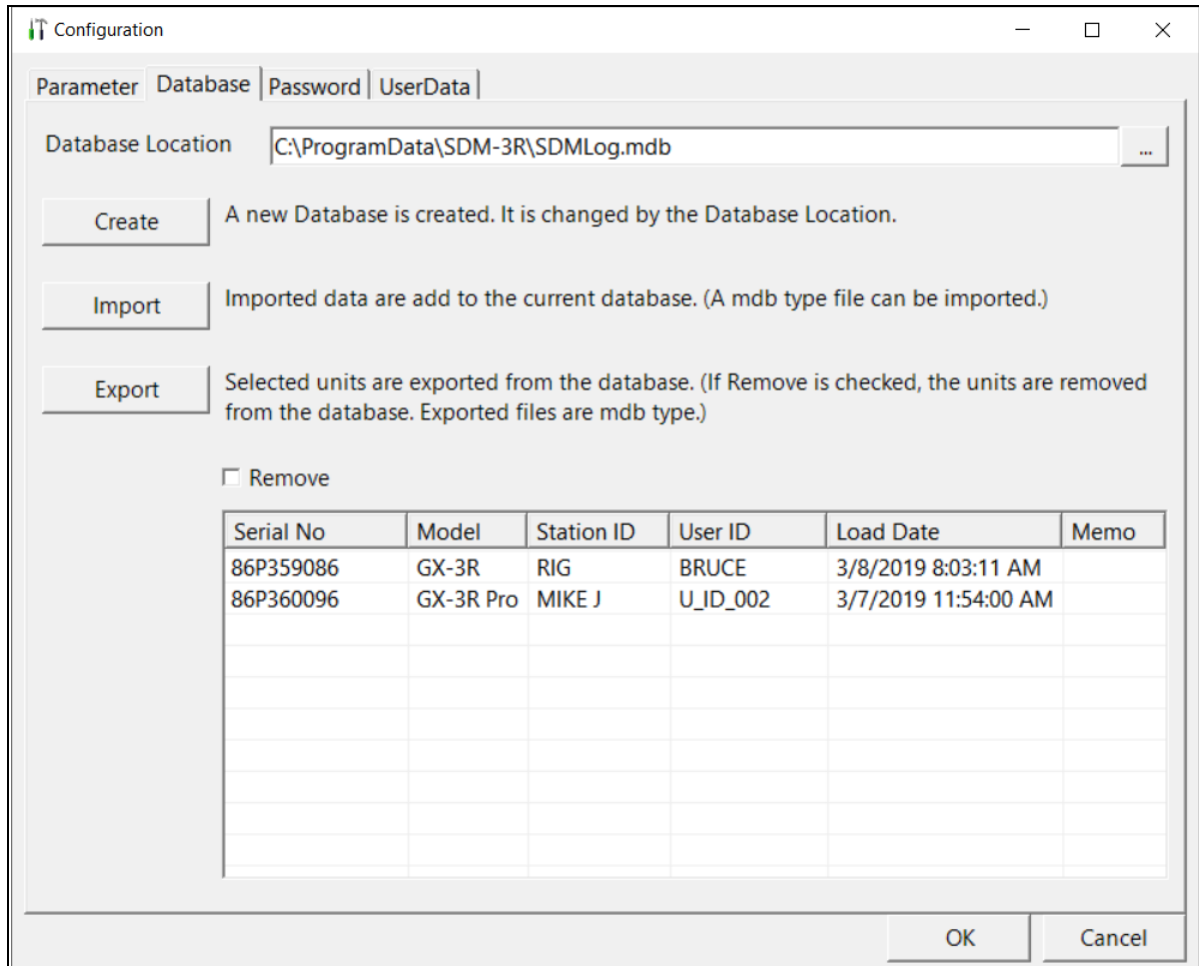 Configuration
Parameter Database Password UserData
Database Location C:\ProgramData\SDM-3R\SDMLog.mdb ...
Create A new Database is created. It is changed by the Database Location.
Import Imported data are add to the current database. (A mdb type file can be imported.)
Export Selected units are exported from the database. (If Remove is checked, the units are removed
from the database. Exported files are mdb type.)
Remove
Serial No Model Station ID User ID Load Date Memo
86P359086 GX-3R RIG BRUCE 3/8/2019 8:03:11 AM
86P360096 GX-3R Pro MIKE J U_ID_002 3/7/2019 11:54:00 AM
OK Cancel